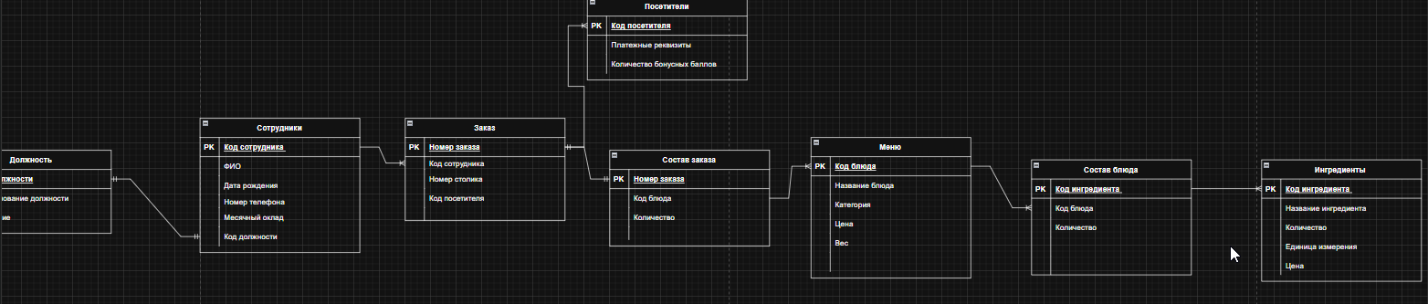 Посетители
PK Код посетителя
Платежные реквизиты
Количество бонусных баллов
Должность
лжности
ование должности
ие
Сотрудники
PK Код сотрудника
ФИО
Дата рождения
Номер телефона
Месячный оклад
Код должности
Заказ
PK Номер заказа
Код сотрудника
Номер столика
Код посетителя
Состав заказа
PK Номер заказа
Код блюда
Количество
Меню
PK Код блюда
Название блюда
Категория
Цена
Вес
Состав блюда
PK Код ингредиента
Код блюда
Количество
Ингредиенты
PK Код ингредиента
Название ингредиента
Количество
Единица измерения
Цена